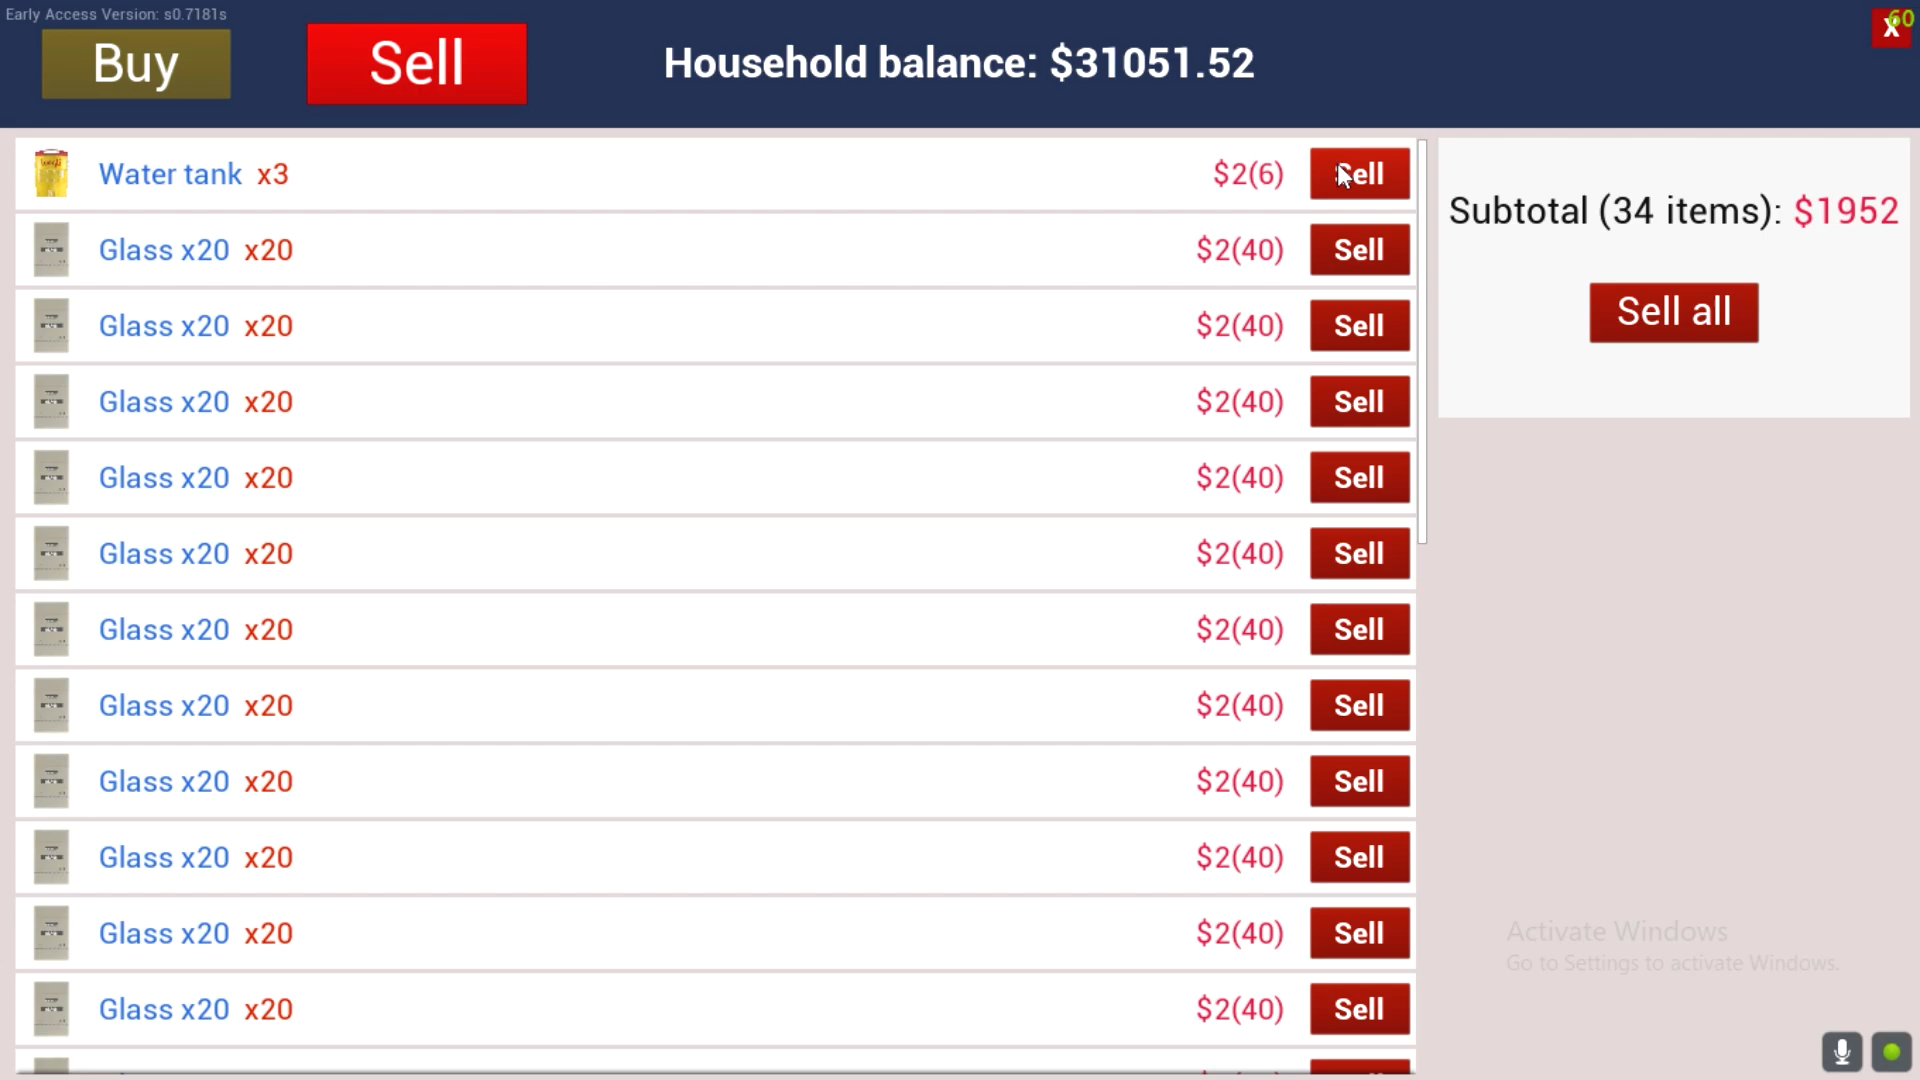 Early Access Version: s0.7181s
60
Buy Sell Household balance: $31051.52 X
Water tank x3 $2(6) Sell
Subtotal (34 items): $1952
Sell all
Glass x20 x20 $2(40) Sell
Glass x20 x20 $2(40) Sell
Glass x20 x20 $2(40) Sell
Glass x20 x20 $2(40) Sell
Glass x20 x20 $2(40) Sell
Glass x20 x20 $2(40) Sell
Glass x20 x20 $2(40) Sell
Glass x20 x20 $2(40) Sell
Glass x20 x20 $2(40) Sell
Glass x20 x20 $2(40) Sell
Glass x20 x20 $2(40) Sell
Activate Windows
Go to Settings to activate Windows.